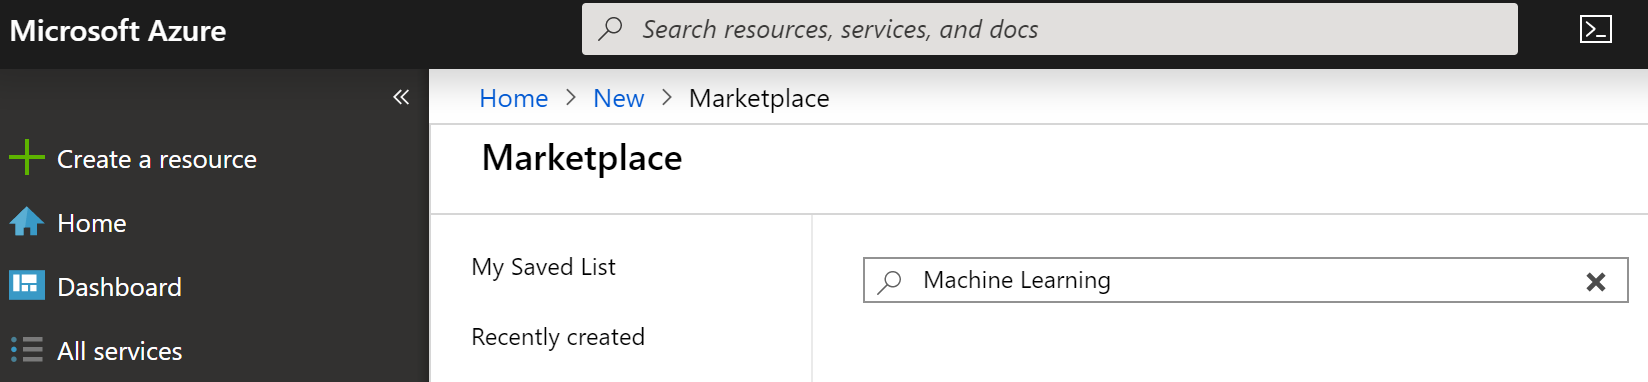 Microsoft Azure
Search resources, services, and docs
Home > New > Marketplace
Marketplace
Create a resource
Home
Dashboard
All services
My Saved List
Recently created
Machine Learning